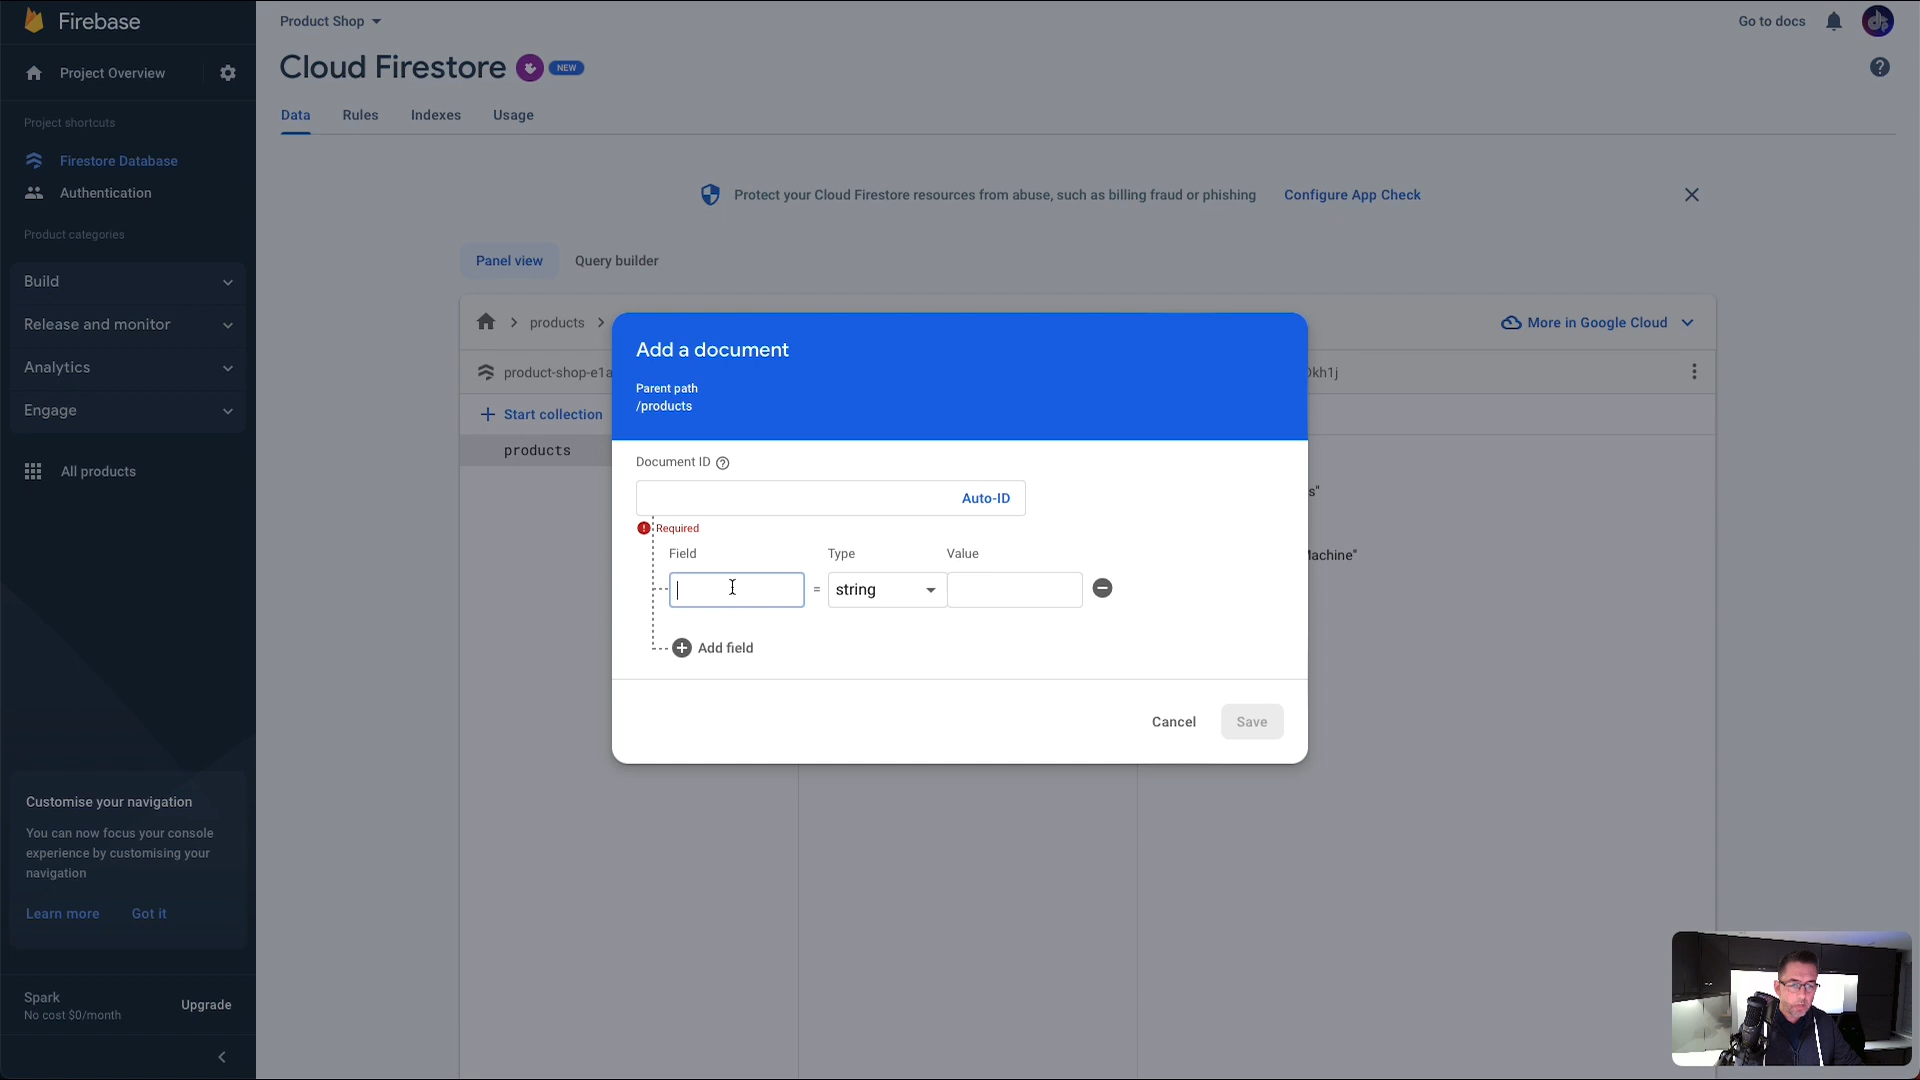 Firebase
Product Shop
Go to docs
Project Overview
Cloud Firestore
NEW
Data
Rules
Indexes
Usage
Project shortcuts
Firestore Database
Authentication
Product categories
Build
Release and monitor
Analytics
Engage
All products
Protect your Cloud Firestore resources from abuse, such as billing fraud or phishing
Configure App Check
Panel view
Query builder
products
More in Google Cloud
product-shop-e1a
kh1j
Start collection
products
s"
achine"
Add a document
Parent path
/products
Document ID
Auto-ID
Required
Field
Type
Value
=
string
Add field
Cancel
Save
Customise your navigation
You can now focus your console
experience by customising your
navigation
Learn more
Got it
Spark
No cost $0/month
Upgrade